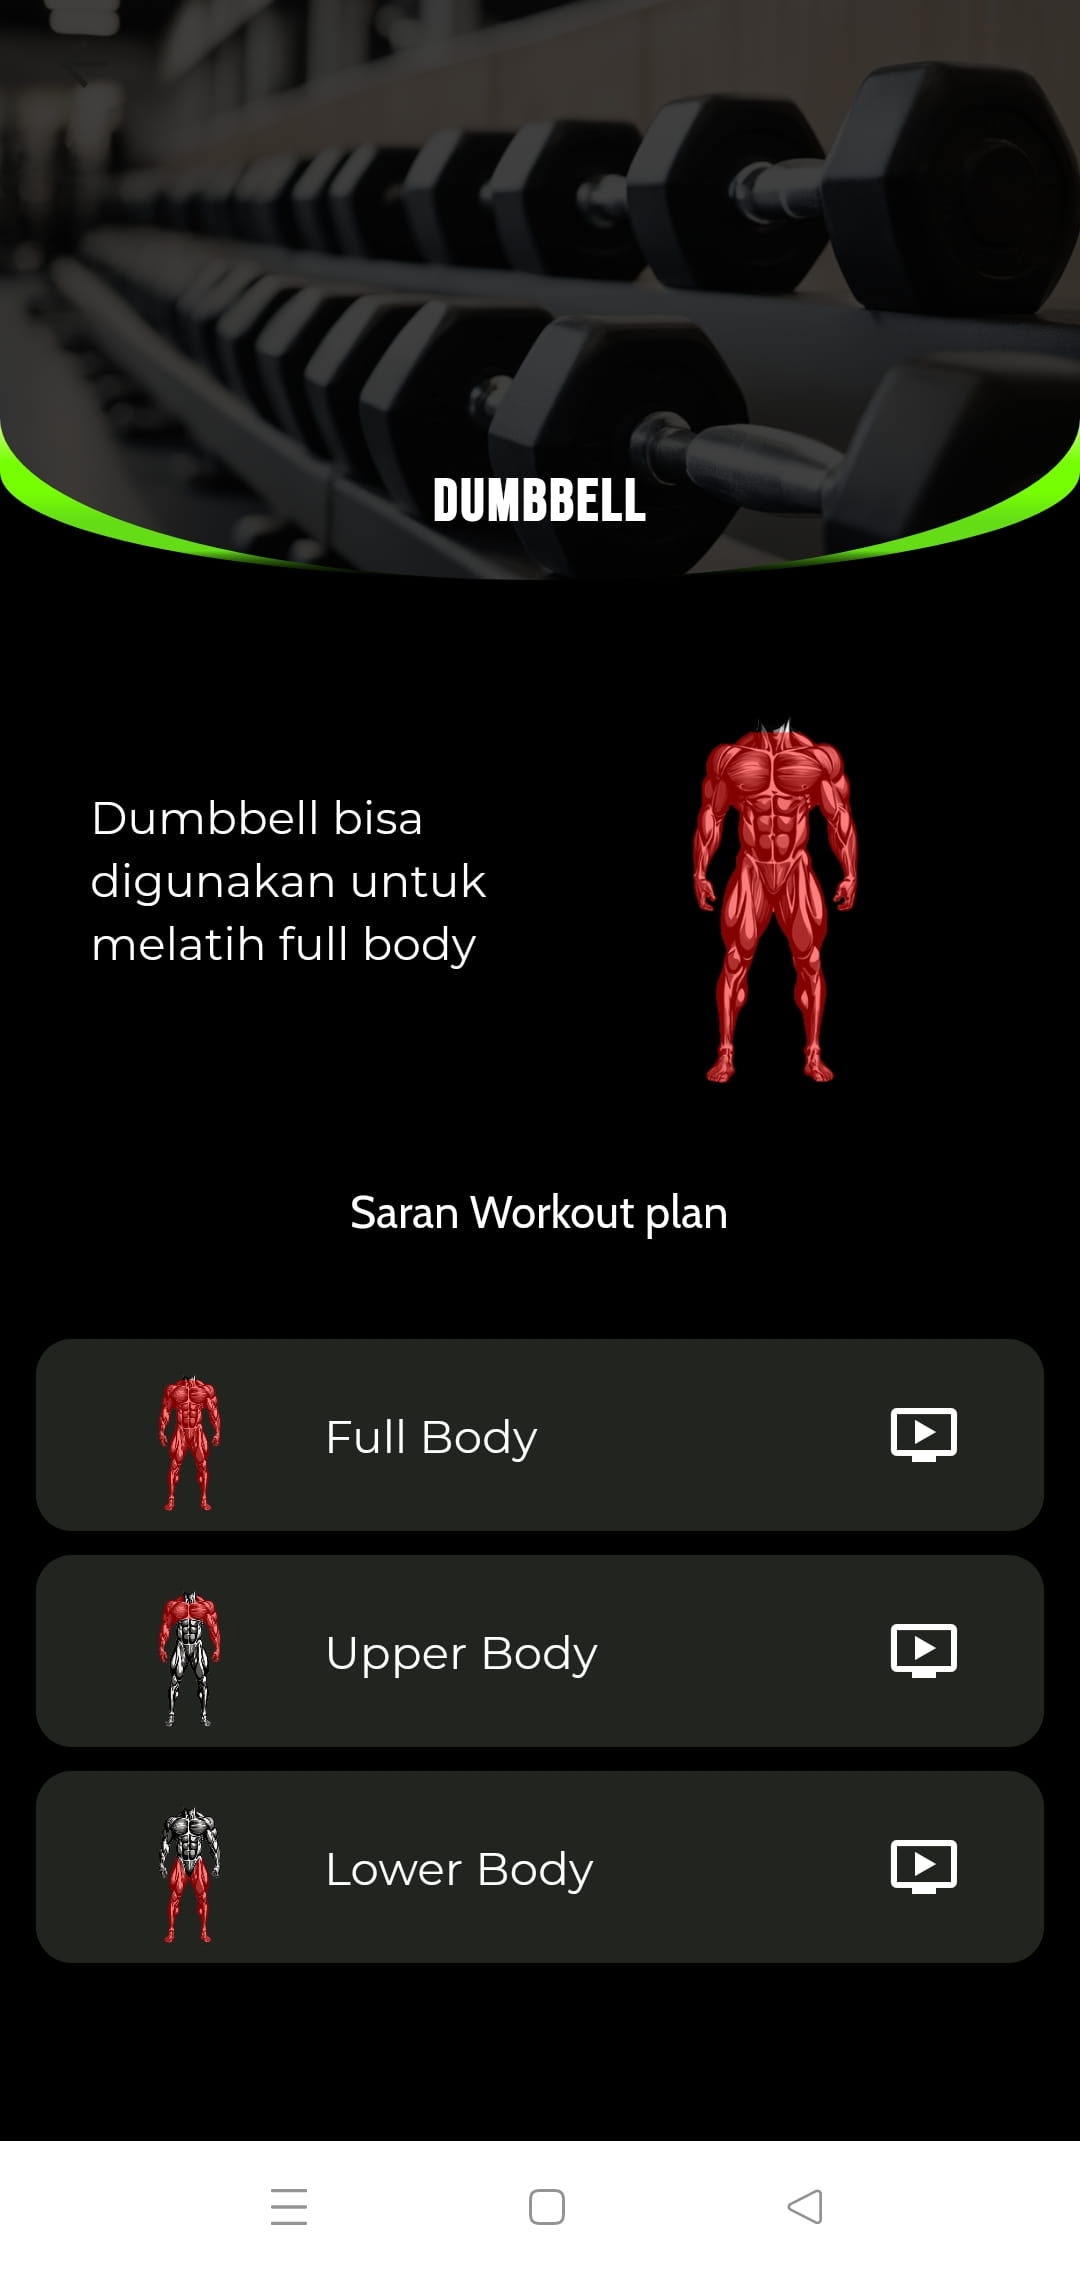 DUMBBELL
Dumbbell bisa
digunakan untuk
melatih full body
Saran Workout plan
Full Body
Upper Body
Lower Body